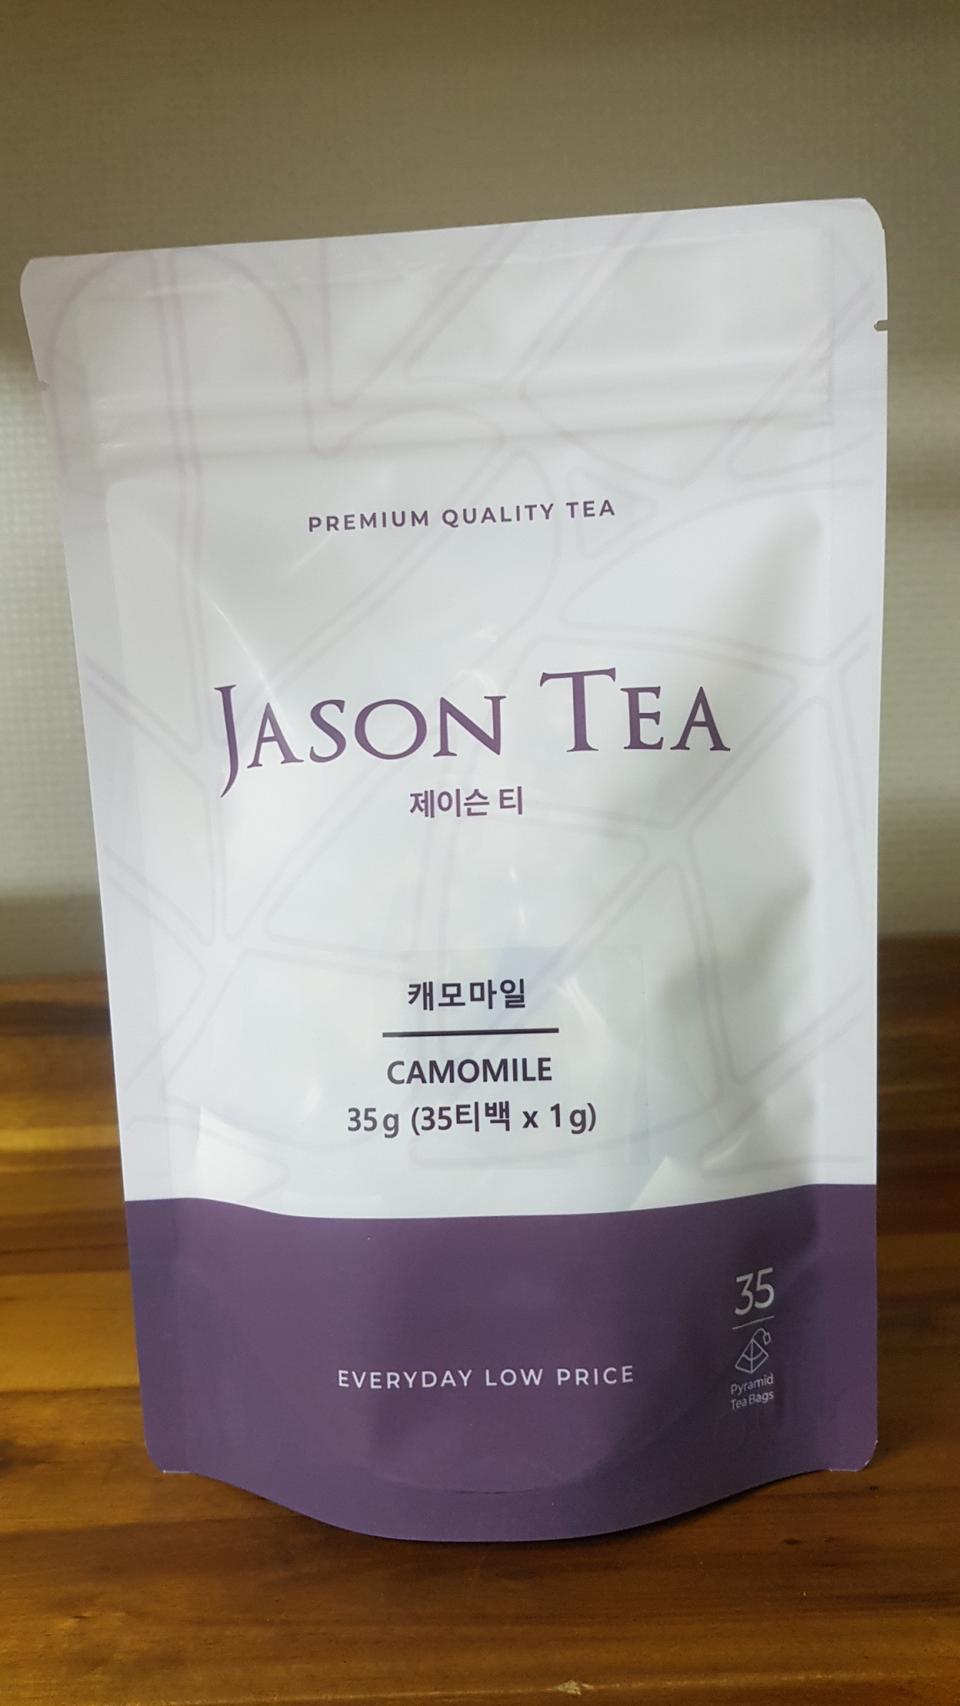 PREMIUM QUALITY TEA
JASON TEA
제이슨 티
캐모마일
CAMOMILE
35g (35티백 x 1g)
35
Pyramid
Tea Bags
EVERYDAY LOW PRICE